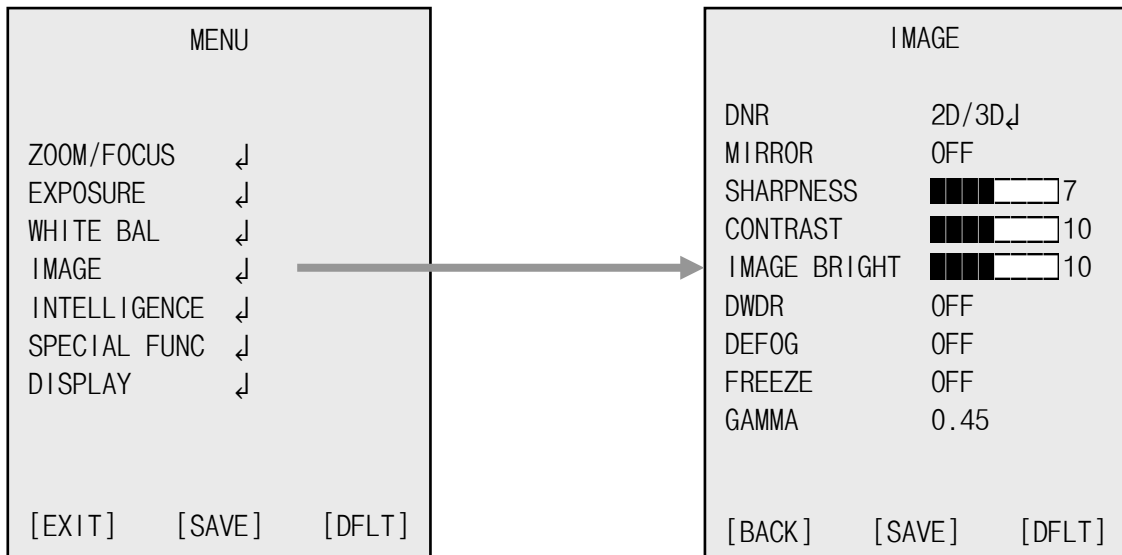 MENU
ZOOM/FOCUS ↲
EXPOSURE ↲
WHITE BAL ↲
IMAGE ↲
INTELLIGENCE ↲
SPECIAL FUNC ↲
DISPLAY ↲
[EXIT] [SAVE] [DFLT]
IMAGE
DNR 2D/3D↲
MIRROR OFF
SHARPNESS 7
CONTRAST 10
IMAGE BRIGHT 10
DWDR OFF
DEFOG OFF
FREEZE OFF
GAMMA 0.45
[BACK] [SAVE] [DFLT]